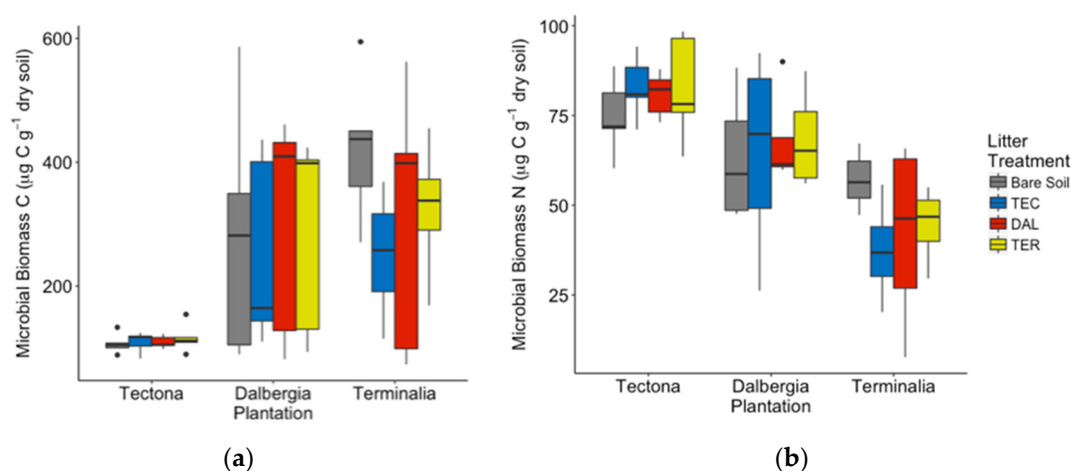 (a)
Microbial Biomass C (µg C g⁻¹ dry soil)
600
400
200
Tectona Dalbergia Terminalia
Plantation
(b)
Microbial Biomass N (µg C g⁻¹ dry soil)
100
75
50
25
Tectona Dalbergia Terminalia
Plantation
Litter
Treatment
Bare Soil
TEC
DAL
TER
(a) (b)